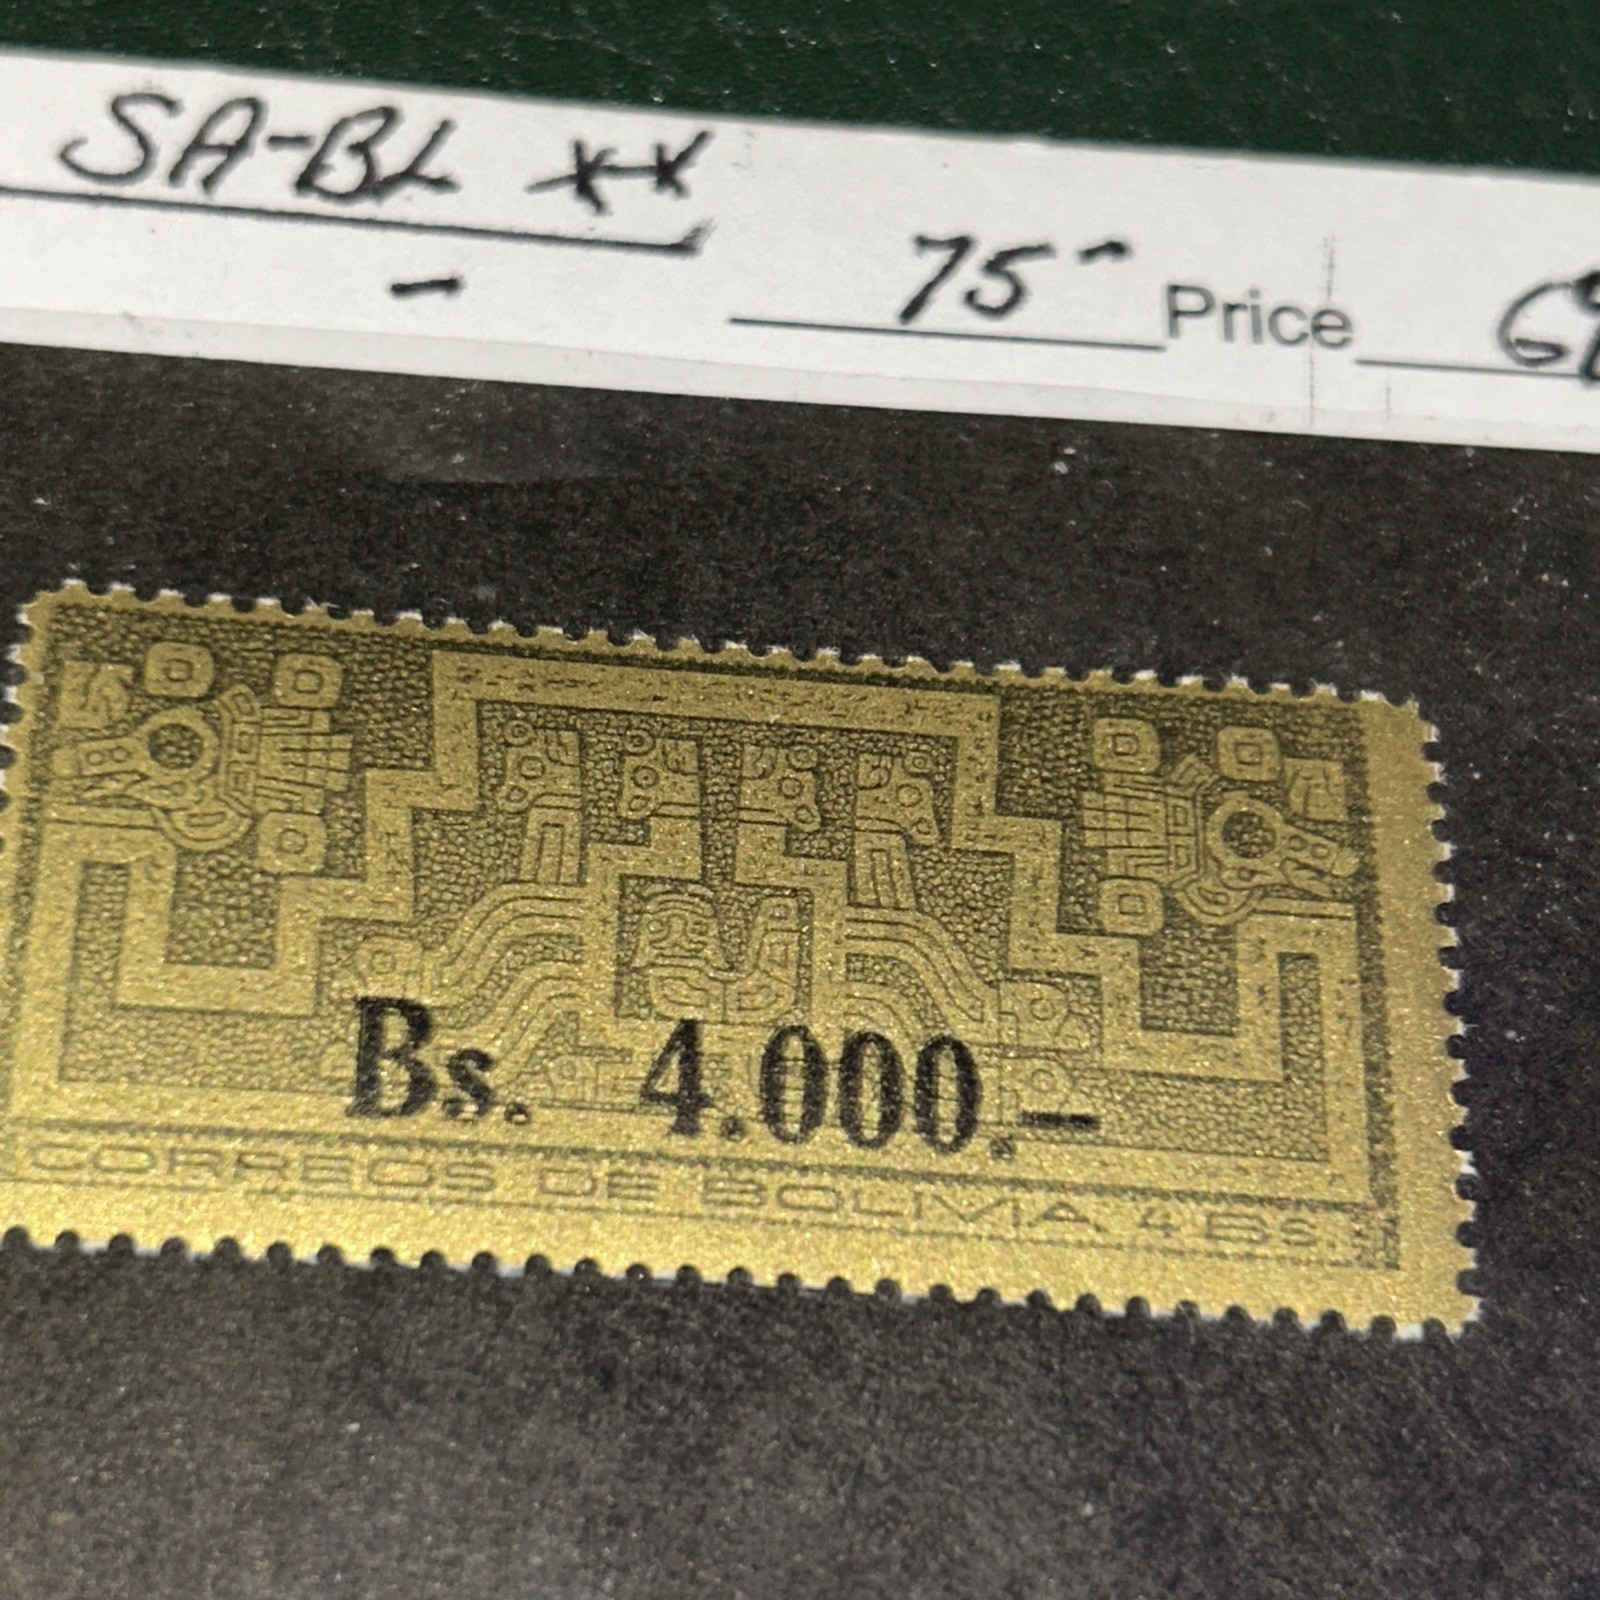 SA-BL xx
- 75 Price
Bs. 4.000.-
CORREOS DE BOLIVIA 4 Bs.